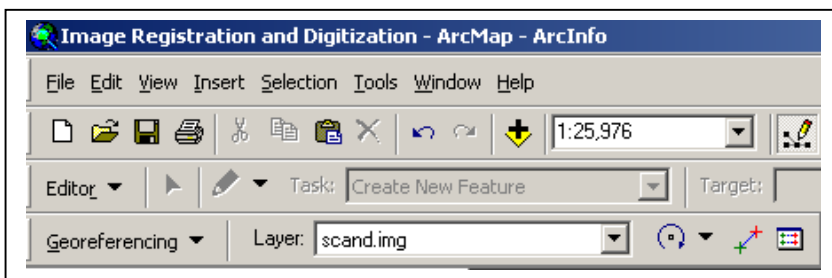 Image Registration and Digitization - ArcMap - ArcInfo
File Edit View Insert Selection Tools Window Help
1:25,976
Editor Task: Create New Feature Target:
Georeferencing Layer: scand.img